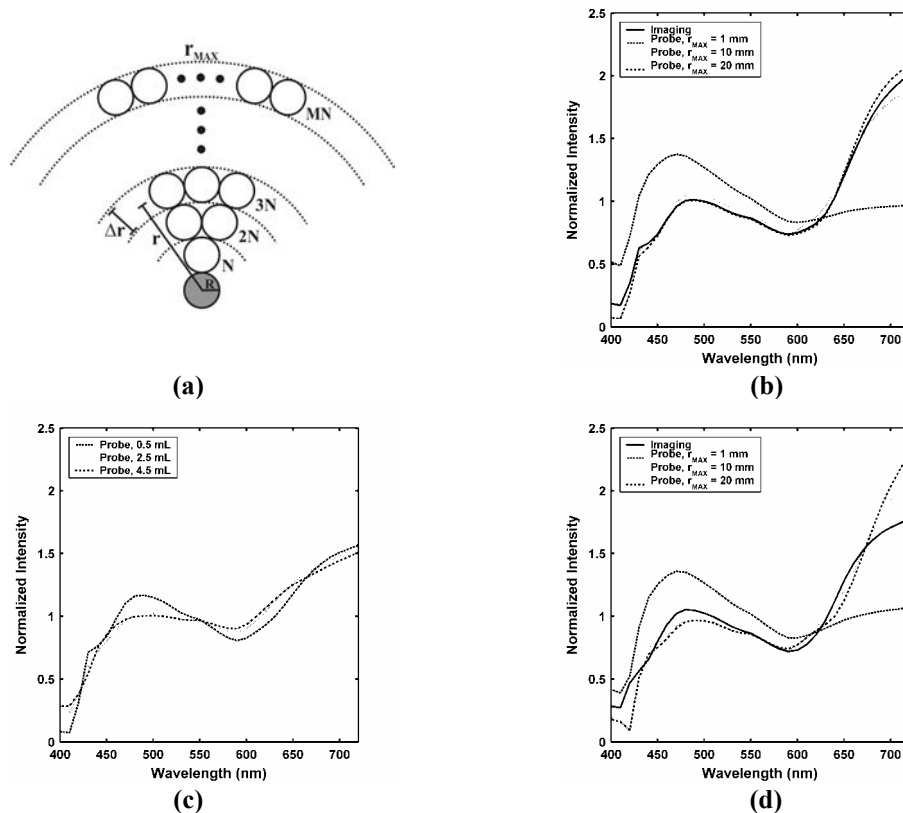 r_MAX
MN
3N
2N
N
Δr
r
R
(a)
Imaging
Probe, r_MAX = 1 mm
Probe, r_MAX = 10 mm
Probe, r_MAX = 20 mm
Normalized Intensity
2.5
2
1.5
1
0.5
0
400 450 500 550 600 650 700
Wavelength (nm)
(b)
Probe, 0.5 mL
Probe, 2.5 mL
Probe, 4.5 mL
Normalized Intensity
2.5
2
1.5
1
0.5
0
400 450 500 550 600 650 700
Wavelength (nm)
(c)
Imaging
Probe, r_MAX = 1 mm
Probe, r_MAX = 10 mm
Probe, r_MAX = 20 mm
Normalized Intensity
2.5
2
1.5
1
0.5
0
400 450 500 550 600 650 700
Wavelength (nm)
(d)